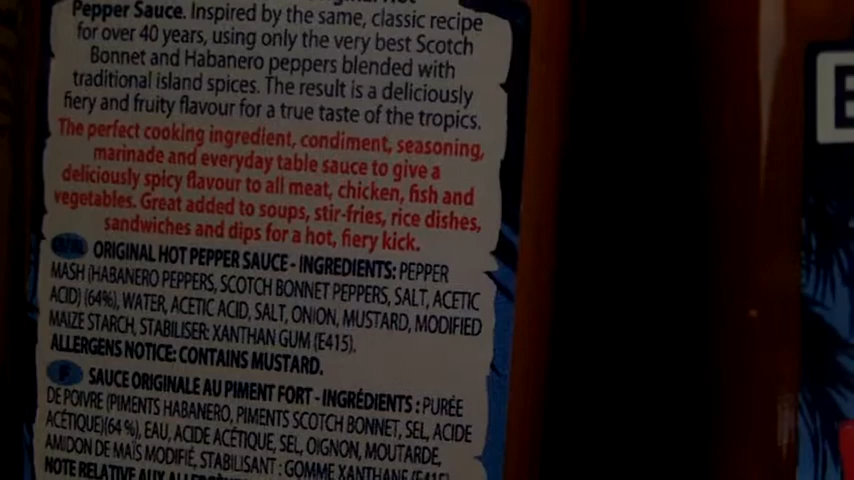 Pepper Sauce. Inspired by the same, classic recipe
for over 40 years, using only the very best Scotch
Bonnet and Habanero peppers blended with
traditional island spices. The result is a deliciously
fiery and fruity flavour for a true taste of the tropics.
The perfect cooking ingredient, condiment, seasoning,
marinade and everyday table sauce to give a
deliciously spicy flavour to all meat, chicken, fish and
vegetables. Great added to soups, stir-fries, rice dishes,
sandwiches and dips for a hot, fiery kick.
ORIGINAL HOT PEPPER SAUCE - INGREDIENTS: PEPPER
MASH (HABANERO PEPPERS, SCOTCH BONNET PEPPERS, SALT, ACETIC
ACID) (64%), WATER, ACETIC ACID, SALT, ONION, MUSTARD, MODIFIED
MAIZE STARCH, STABILISER: XANTHAN GUM (E415).
ALLERGENS NOTICE: CONTAINS MUSTARD.
F SAUCE ORIGINALE AU PIMENT FORT - INGRÉDIENTS : PURÉE
DE POIVRE (PIMENTS HABANERO, PIMENTS SCOTCH BONNET, SEL, ACIDE
ACÉTIQUE)(64 %), EAU, ACIDE ACÉTIQUE, SEL, OIGNON, MOUTARDE,
AMIDON DE MAÏS MODIFIÉ, STABILISANT : GOMME XANTHANE (E415)
NOTE RELATIVE AUX